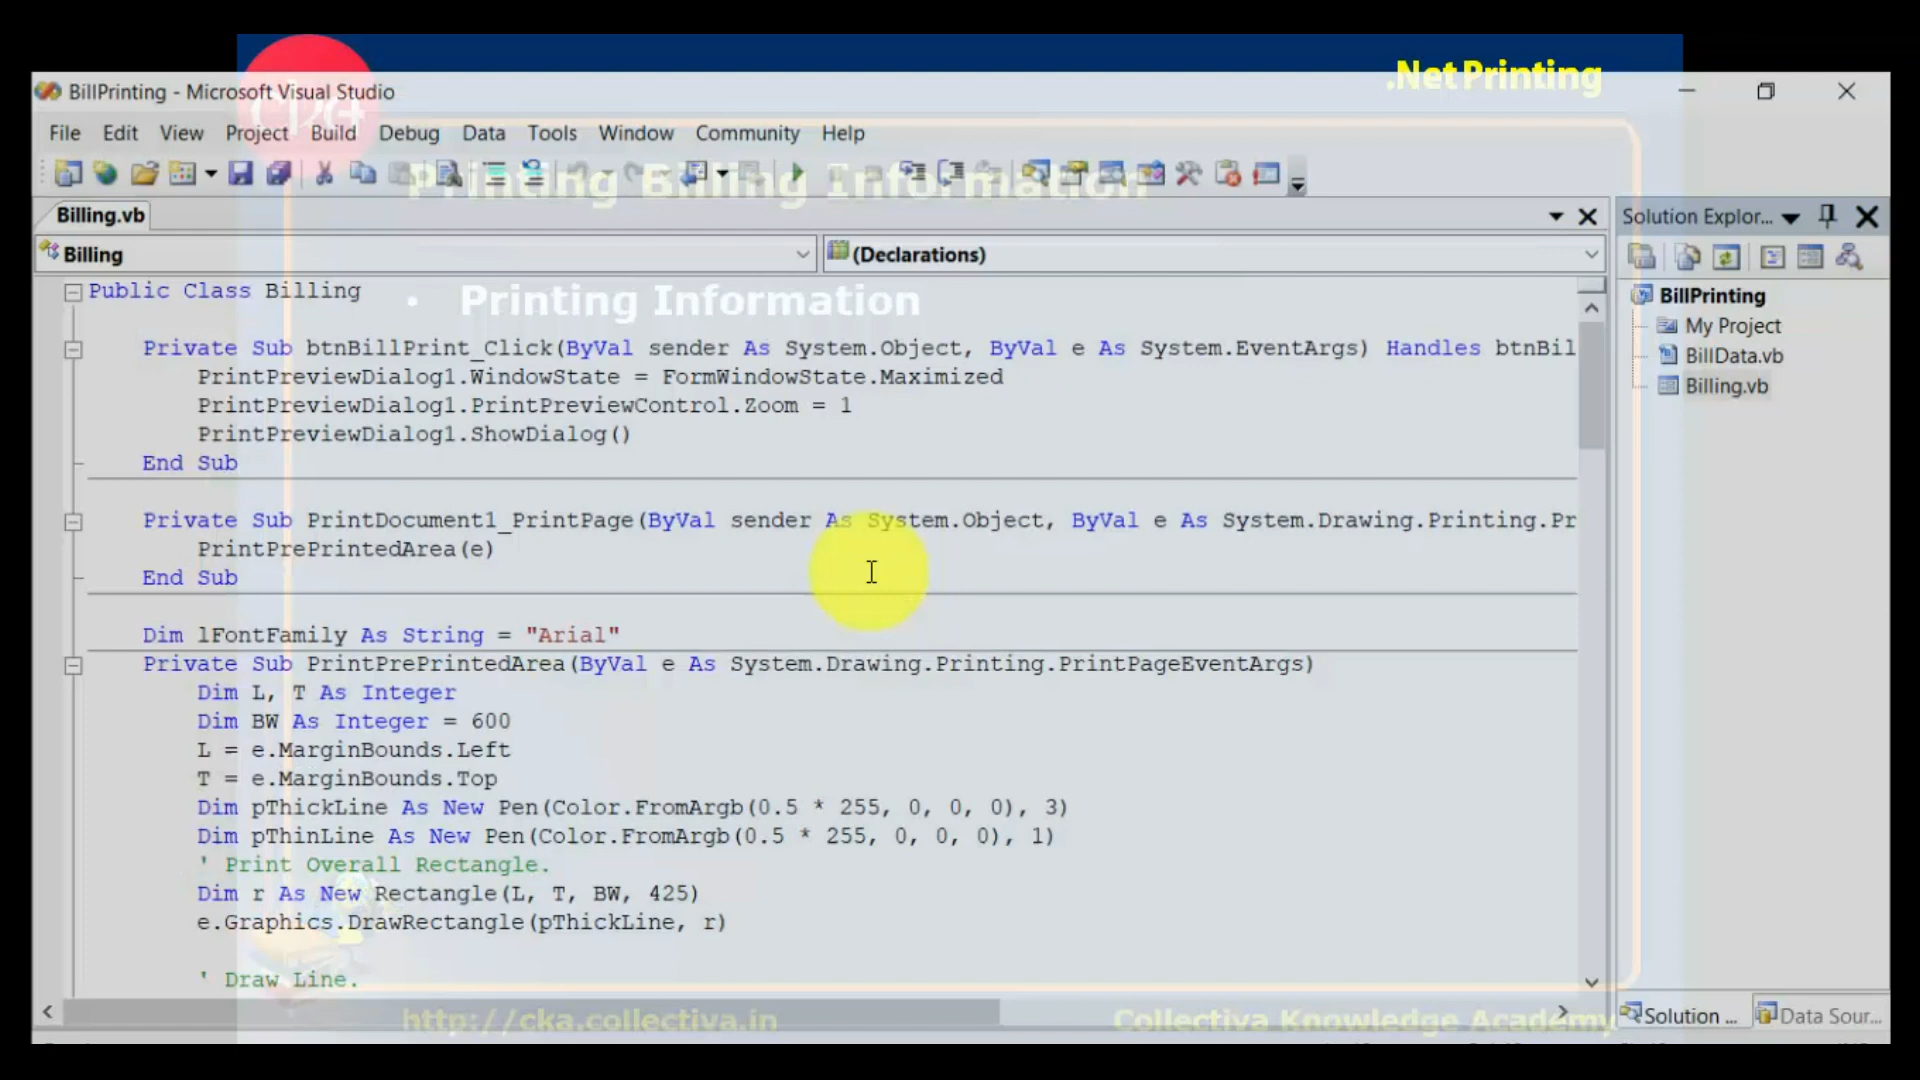 .Net Printing
BillPrinting - Microsoft Visual Studio
File Edit View Project Build Debug Data Tools Window Community Help
Printing Billing Information
Billing.vb
Solution Explor...
Billing
(Declarations)
• Printing Information
Public Class Billing
Private Sub btnBillPrint_Click(ByVal sender As System.Object, ByVal e As System.EventArgs) Handles btnBil
PrintPreviewDialog1.WindowState = FormWindowState.Maximized
PrintPreviewDialog1.PrintPreviewControl.Zoom = 1
PrintPreviewDialog1.ShowDialog()
End Sub
Private Sub PrintDocument1_PrintPage(ByVal sender As System.Object, ByVal e As System.Drawing.Printing.Pr
PrintPrePrintedArea(e)
End Sub
Dim lFontFamily As String = "Arial"
Private Sub PrintPrePrintedArea(ByVal e As System.Drawing.Printing.PrintPageEventArgs)
Dim L, T As Integer
Dim BW As Integer = 600
L = e.MarginBounds.Left
T = e.MarginBounds.Top
Dim pThickLine As New Pen(Color.FromArgb(0.5 * 255, 0, 0, 0), 3)
Dim pThinLine As New Pen(Color.FromArgb(0.5 * 255, 0, 0, 0), 1)
' Print Overall Rectangle.
Dim r As New Rectangle(L, T, BW, 425)
e.Graphics.DrawRectangle(pThickLine, r)
' Draw Line.
BillPrinting
My Project
BillData.vb
Billing.vb
http://cka.collectiva.in
Collectiva Knowledge Academy
Solution ...
Data Sour...